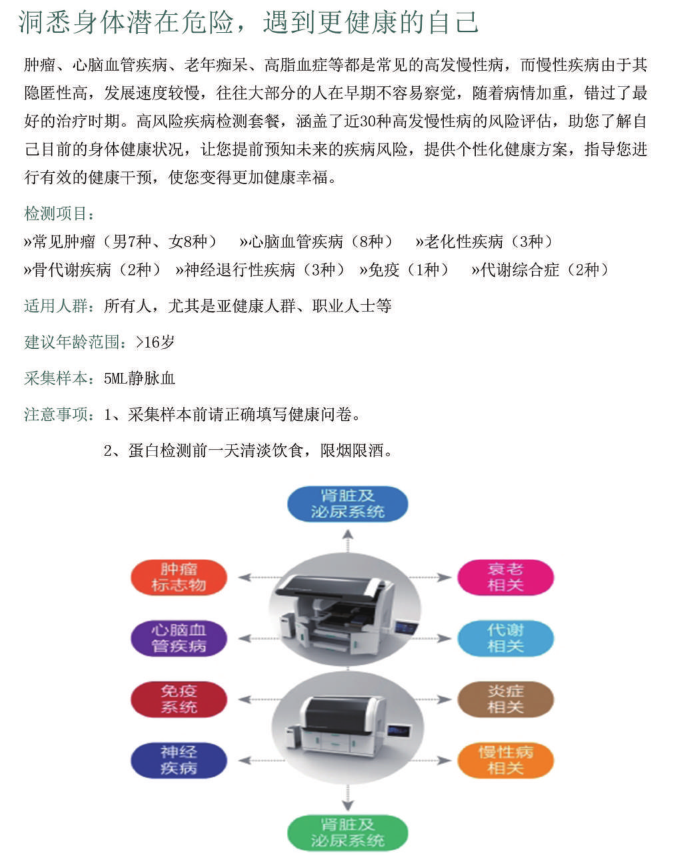 洞悉身体潜在危险，遇到更健康的自己
肿瘤、心脑血管疾病、老年痴呆、高脂血症等都是常见的高发慢性病，而慢性疾病由于其
隐匿性高，发展速度较慢，往往大部分的人在早期不容易察觉，随着病情加重，错过了最
好的治疗时期。高风险疾病检测套餐，涵盖了近30种高发慢性病的风险评估，助您了解自
己目前的身体健康状况，让您提前预知未来的疾病风险，提供个性化健康方案，指导您进
行有效的健康干预，使您变得更加健康幸福。
检测项目：
»常见肿瘤（男7种、女8种） »心脑血管疾病（8种） »老化性疾病（3种）
»骨代谢疾病（2种） »神经退行性疾病（3种） »免疫（1种） »代谢综合症（2种）
适用人群：所有人，尤其是亚健康人群、职业人士等
建议年龄范围：>16岁
采集样本：5ML静脉血
注意事项：1、采集样本前请正确填写健康问卷。
2、蛋白检测前一天清淡饮食，限烟限酒。
肾脏及
泌尿系统
肿瘤
标志物
衰老
相关
心脑血
管疾病
代谢
相关
免疫
系统
炎症
相关
神经
疾病
慢性病
相关
肾脏及
泌尿系统